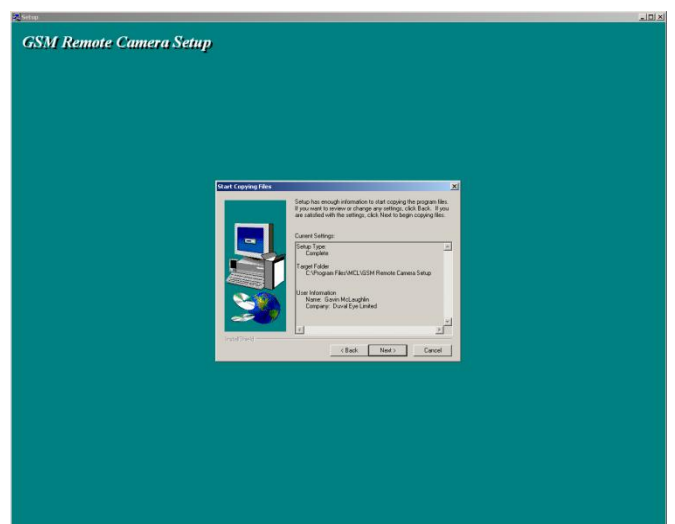 Setup
GSM Remote Camera Setup
Start Copying Files
Setup has enough information to start copying the program files.
If you want to review or change any settings, click Back. If you
are satisfied with the settings, click Next to begin copying files.
Current Settings:
Setup Type:
Complete
Target Folder
C:\Program Files\MCL\GSM Remote Camera Setup
User Information
Name: Gavin McLaughlin
Company: Duval Eye Limited
InstallShield
< Back
Next >
Cancel